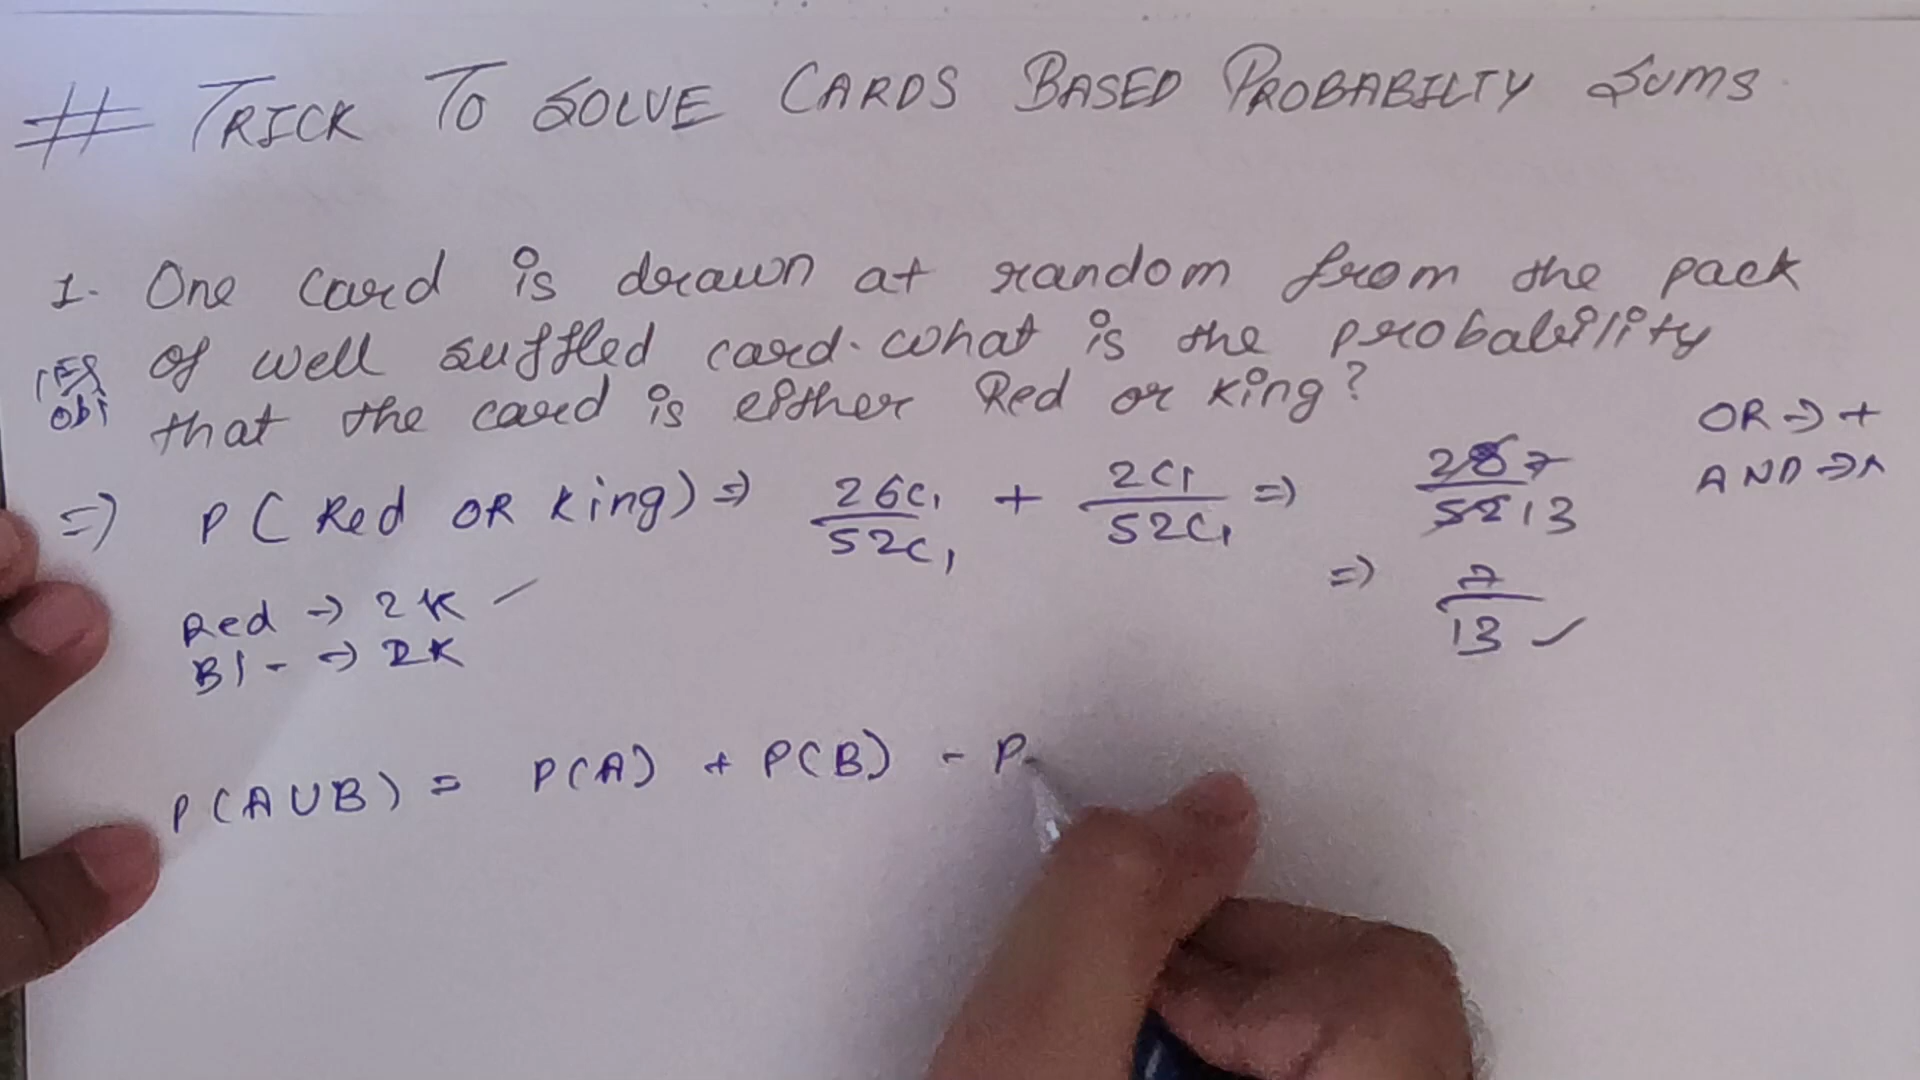 # TRICK TO SOLVE CARDS BASED PROBABILTY SUMS
1. One card is drawn at random from the pack
of well suffled card. what is the probability
that the card is either Red or king?
obj
OR => +
AND =>
=> P( Red OR king) => 26C1/52C1 + 2C1/52C1 => 28 7/52 13
=> 7/13 ✓
Red -> 2K
Bl - -> 2K
P(AUB) = P(A) + P(B) - P